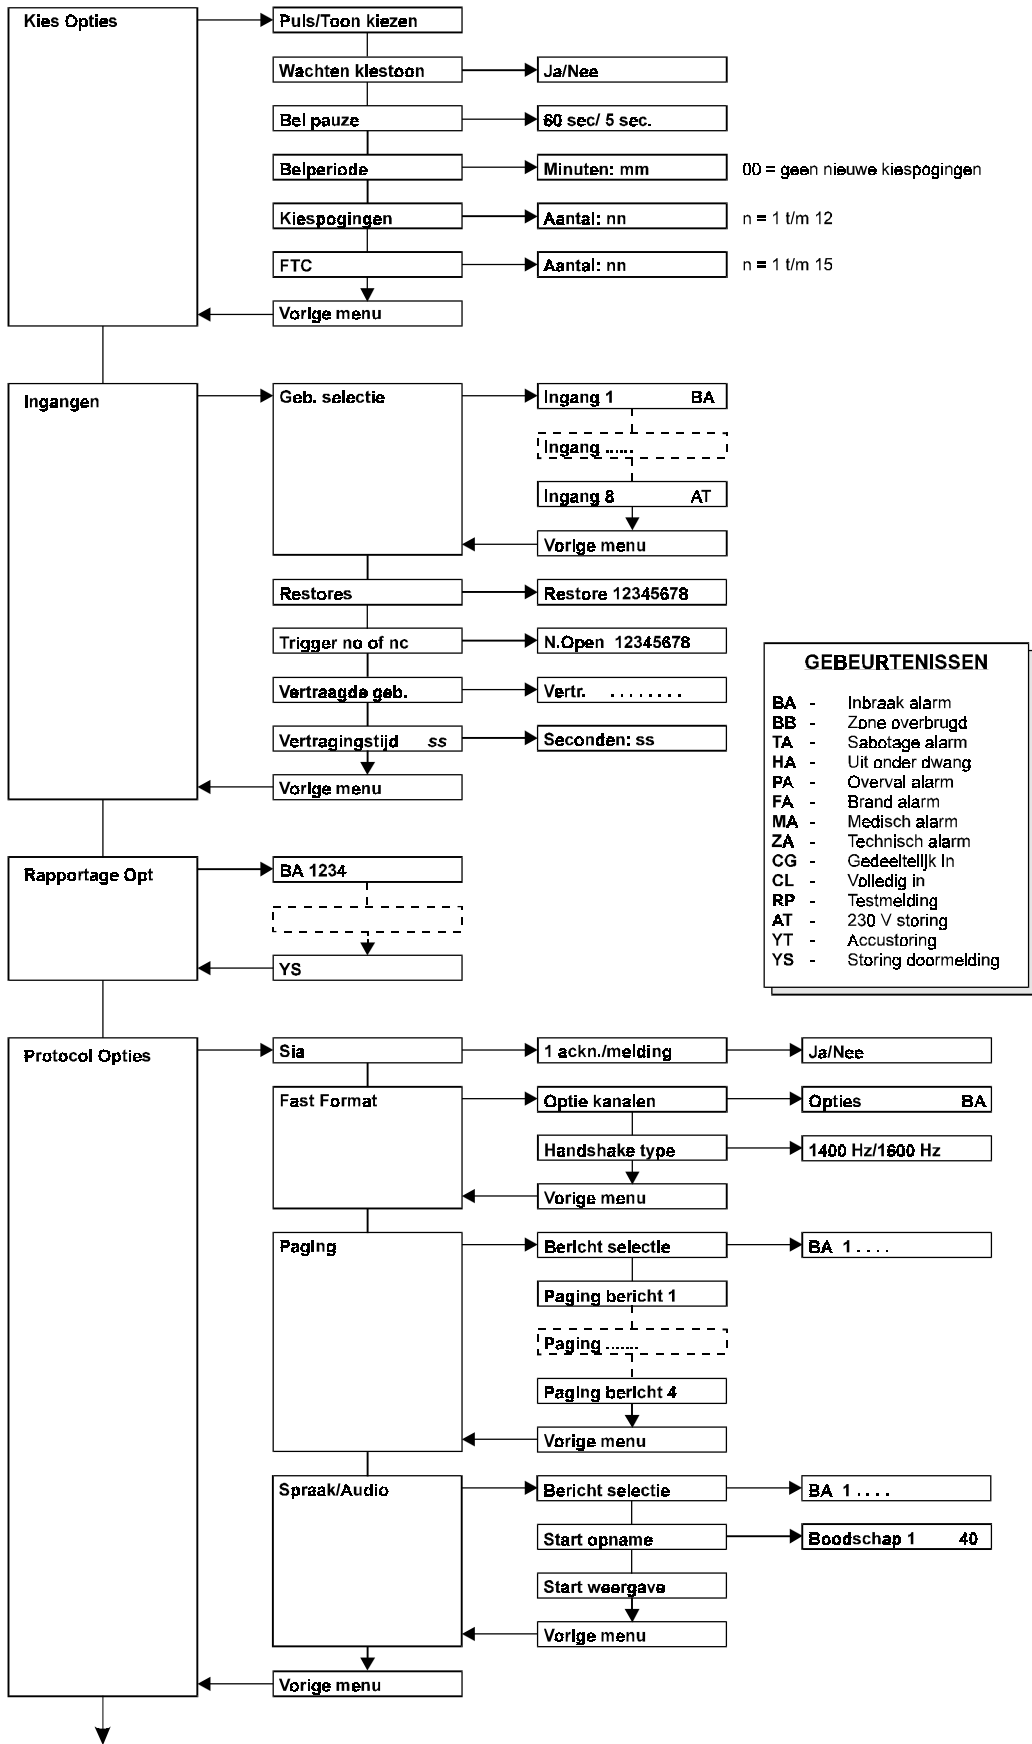 Kies Opties
Puls/Toon kiezen
Wachten kiestoon
Ja/Nee
Bel pauze
60 sec/ 5 sec.
Belperiode
Minuten: mm
00 = geen nieuwe kiespogingen
Kiespogingen
Aantal: nn
n = 1 t/m 12
FTC
Aantal: nn
n = 1 t/m 15
Vorige menu
Ingangen
Geb. selectie
Ingang 1 BA
Ingang ......
Ingang 8 AT
Vorige menu
Restores
Restore 12345678
Trigger no of nc
N.Open 12345678
Vertraagde geb.
Vertr. . . . . . . . .
Vertragingstijd ss
Seconden: ss
Vorige menu
GEBEURTENISSEN
BA - Inbraak alarm
BB - Zone overbrugd
TA - Sabotage alarm
HA - Uit onder dwang
PA - Overval alarm
FA - Brand alarm
MA - Medisch alarm
ZA - Technisch alarm
CG - Gedeeltelijk In
CL - Volledig in
RP - Testmelding
AT - 230 V storing
YT - Accustoring
YS - Storing doormelding
Rapportage Opt
BA 1234
YS
Protocol Opties
Sia
1 ackn./melding
Ja/Nee
Fast Format
Optie kanalen
Opties BA
Handshake type
1400 Hz/1600 Hz
Vorige menu
Paging
Bericht selectie
BA 1 . . . .
Paging bericht 1
Paging .......
Paging bericht 4
Vorige menu
Spraak/Audio
Bericht selectie
BA 1 . . . .
Start opname
Boodschap 1 40
Start weergave
Vorige menu
Vorige menu